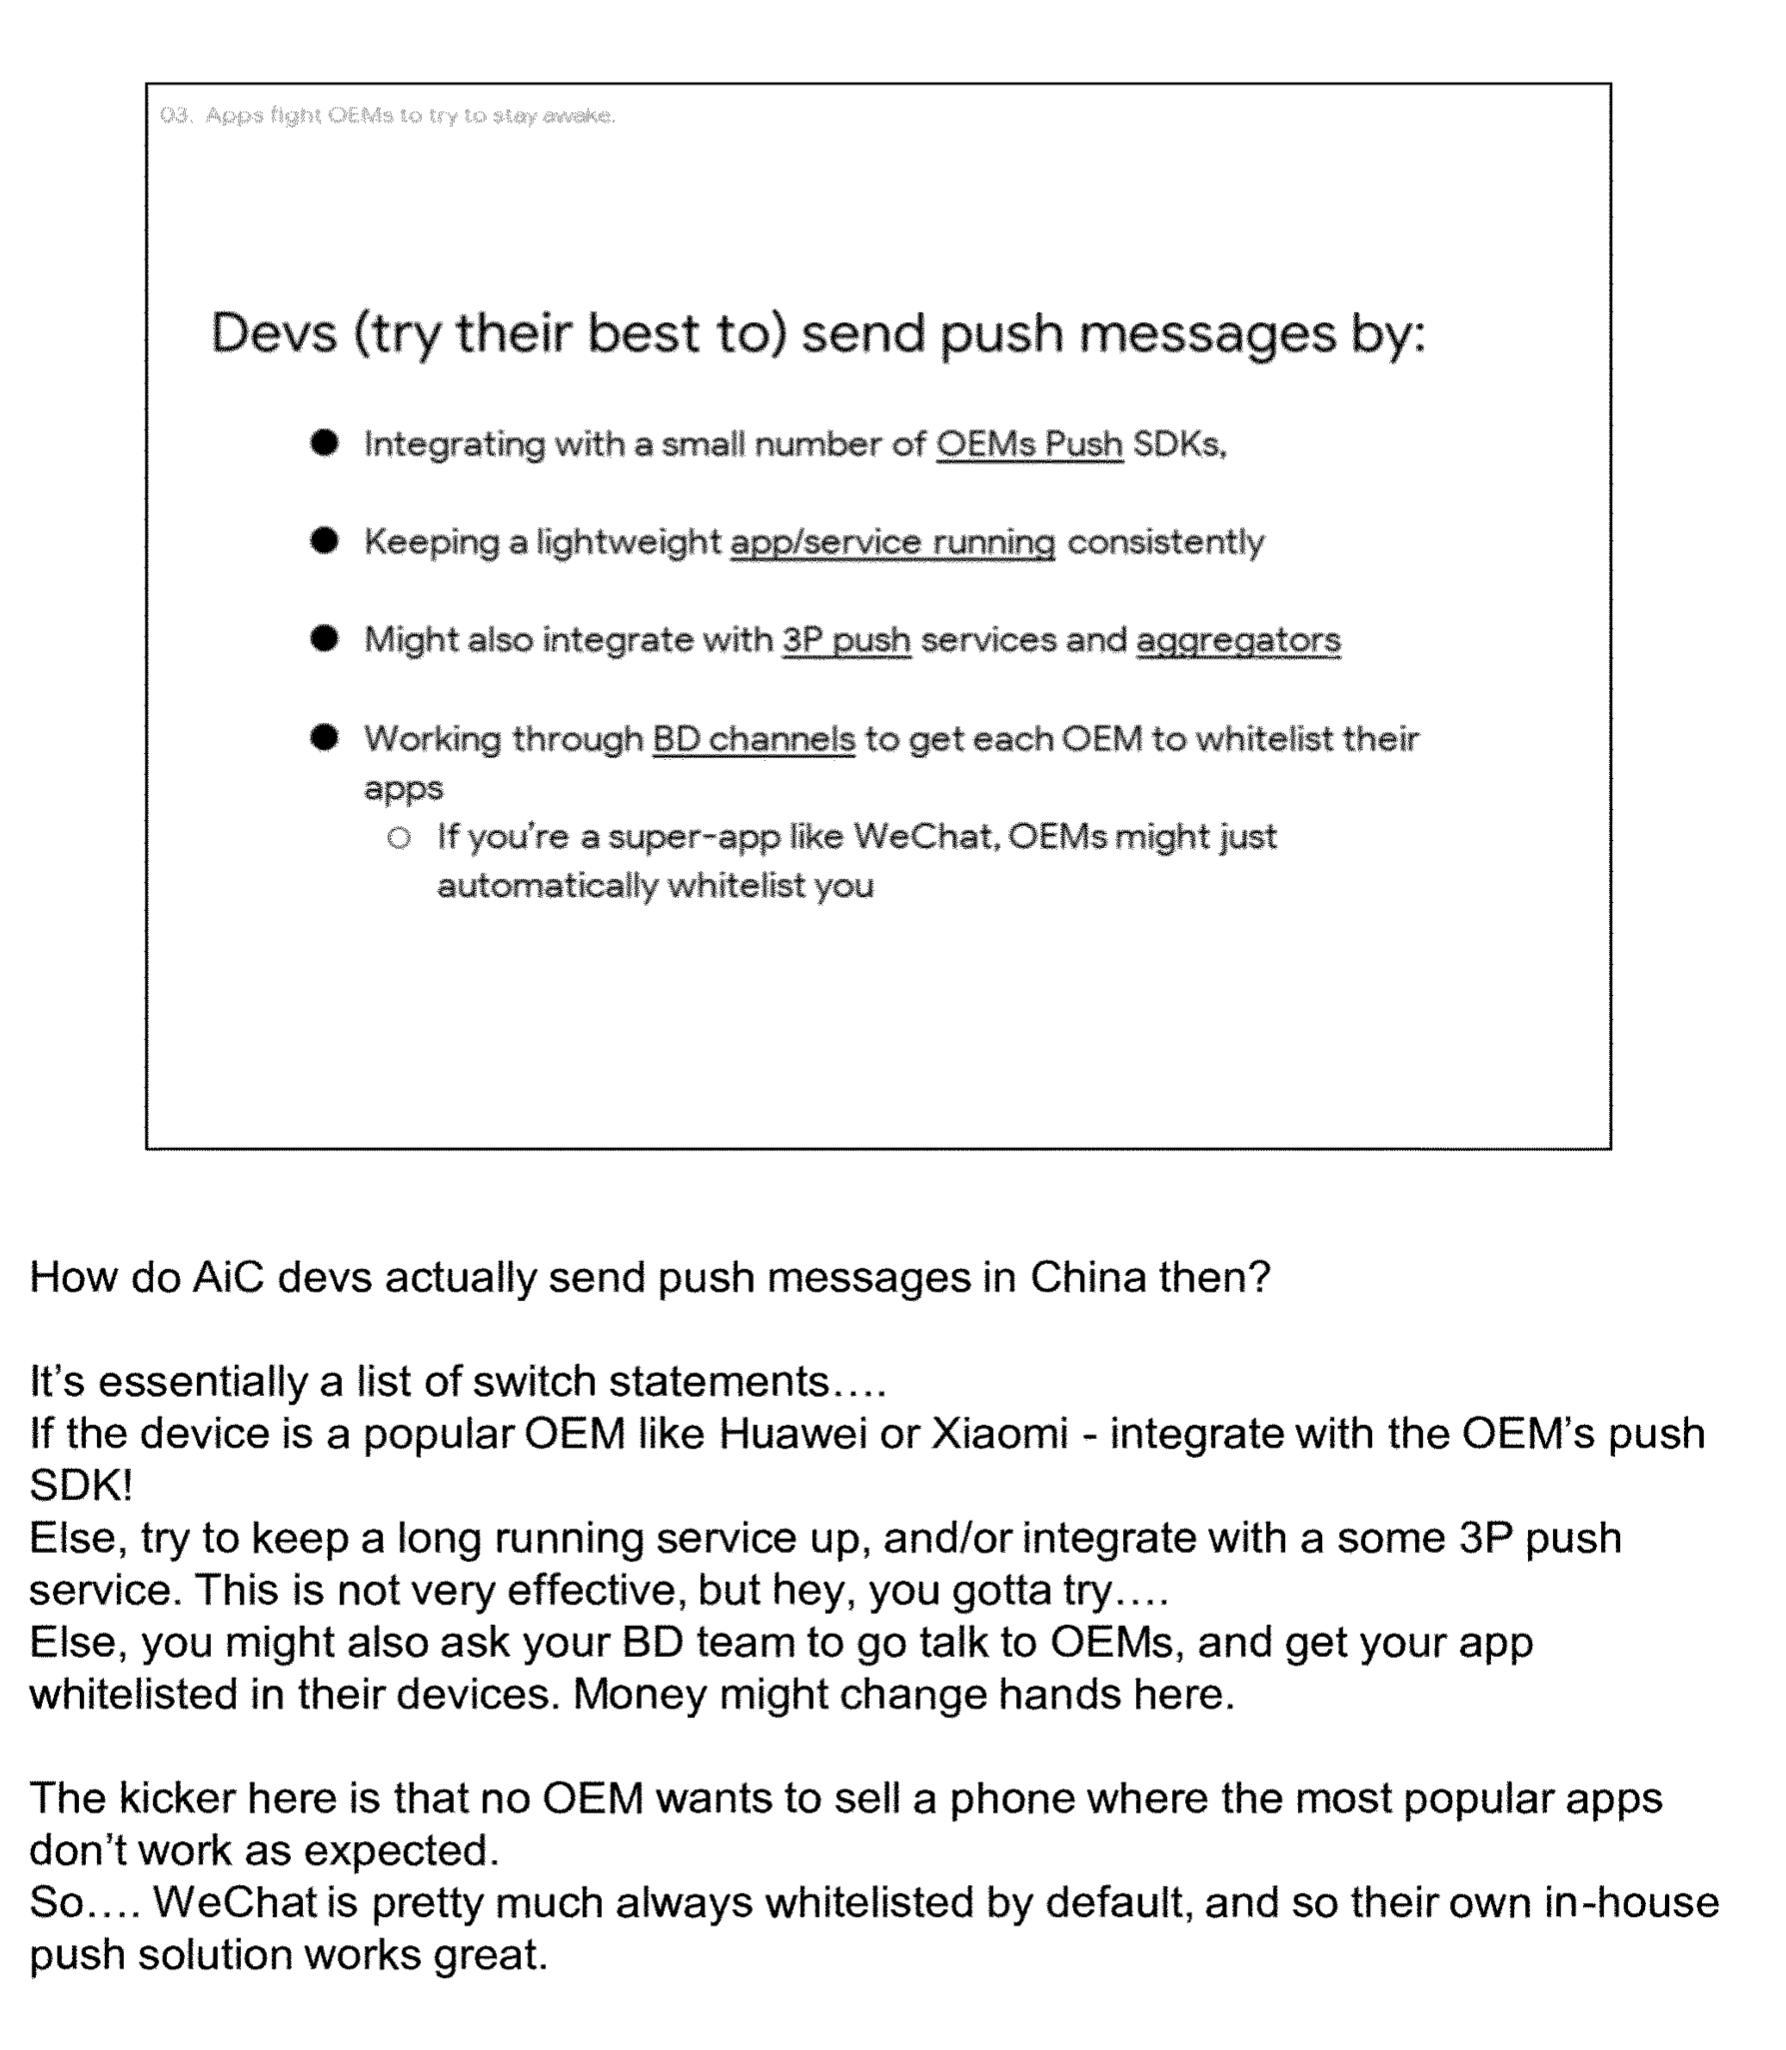 03. Apps fight OEMs to try to stay awake.
Devs (try their best to) send push messages by:
● Integrating with a small number of OEMs Push SDKs,
● Keeping a lightweight app/service running consistently
● Might also integrate with 3P push services and aggregators
● Working through BD channels to get each OEM to whitelist their
apps
○ If you're a super-app like WeChat, OEMs might just
automatically whitelist you
How do AiC devs actually send push messages in China then?
It's essentially a list of switch statements....
If the device is a popular OEM like Huawei or Xiaomi - integrate with the OEM's push
SDK!
Else, try to keep a long running service up, and/or integrate with a some 3P push
service. This is not very effective, but hey, you gotta try....
Else, you might also ask your BD team to go talk to OEMs, and get your app
whitelisted in their devices. Money might change hands here.
The kicker here is that no OEM wants to sell a phone where the most popular apps
don't work as expected.
So.... WeChat is pretty much always whitelisted by default, and so their own in-house
push solution works great.